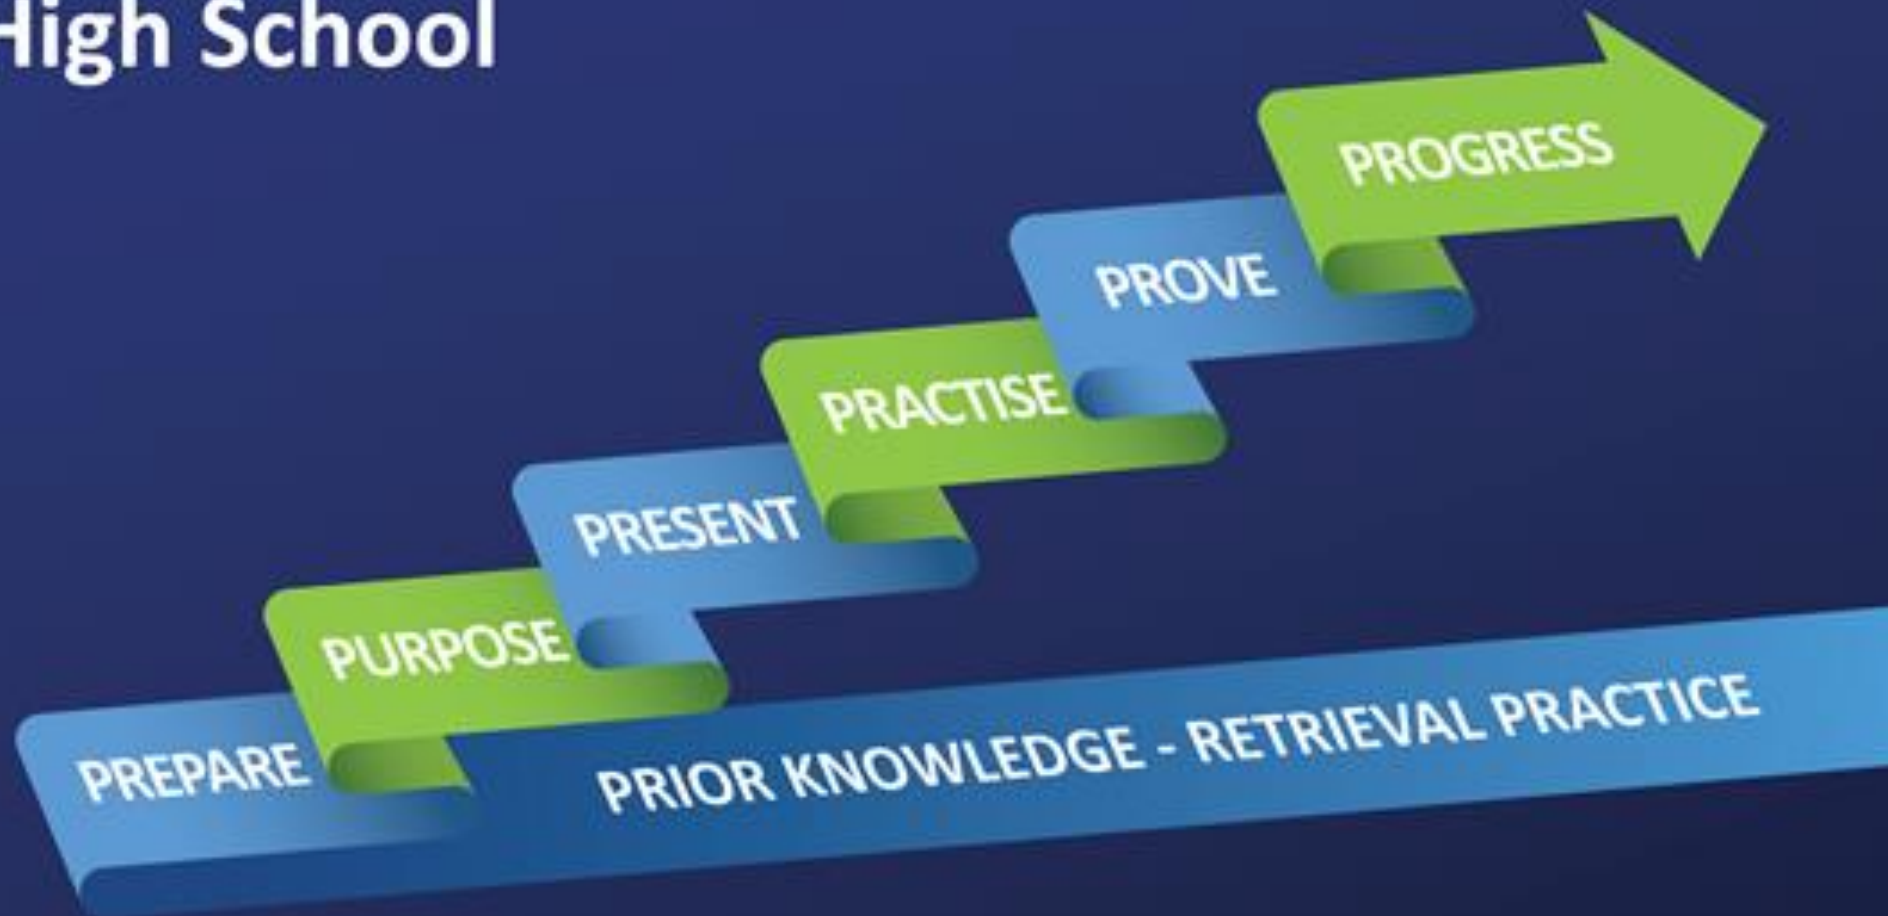 High School
PROGRESS
PROVE
PRACTISE
PRESENT
PURPOSE
PREPARE
PRIOR KNOWLEDGE - RETRIEVAL PRACTICE